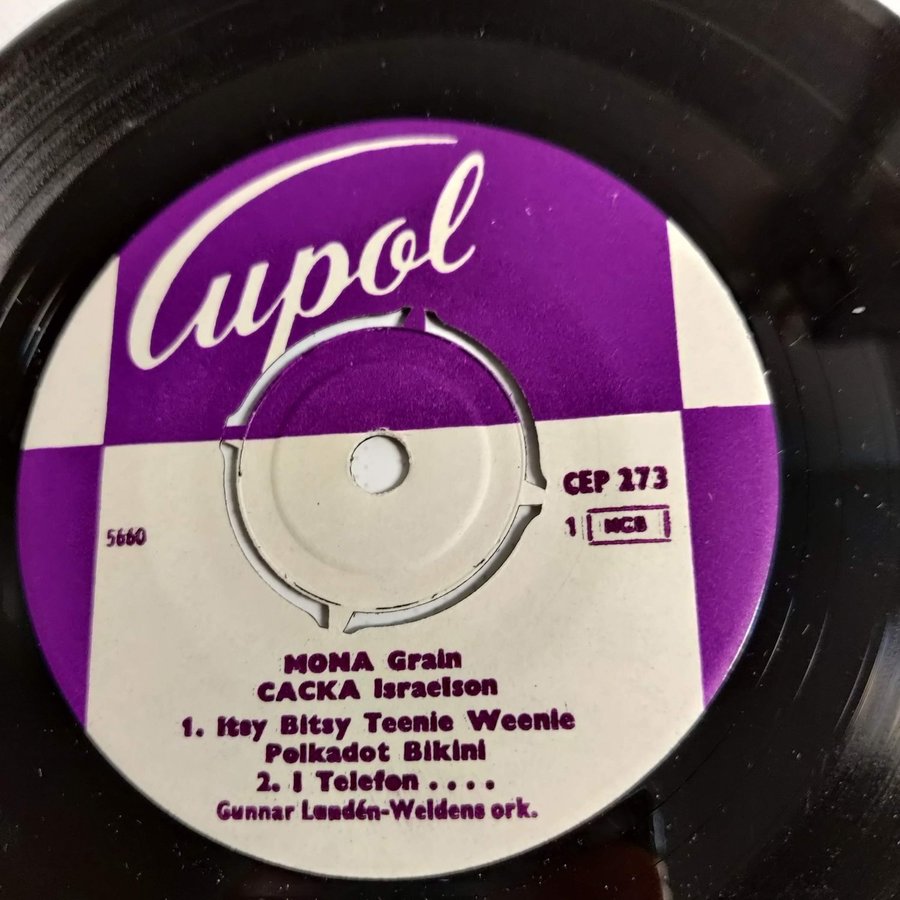 Cupol
CEP 273
5660
1 NCB
MONA Grain
CACKA Israelson
1. Itsy Bitsy Teenie Weenie
Polkadot Bikini
2. I Telefon . . . .
Gunnar Lundén-Weldens ork.